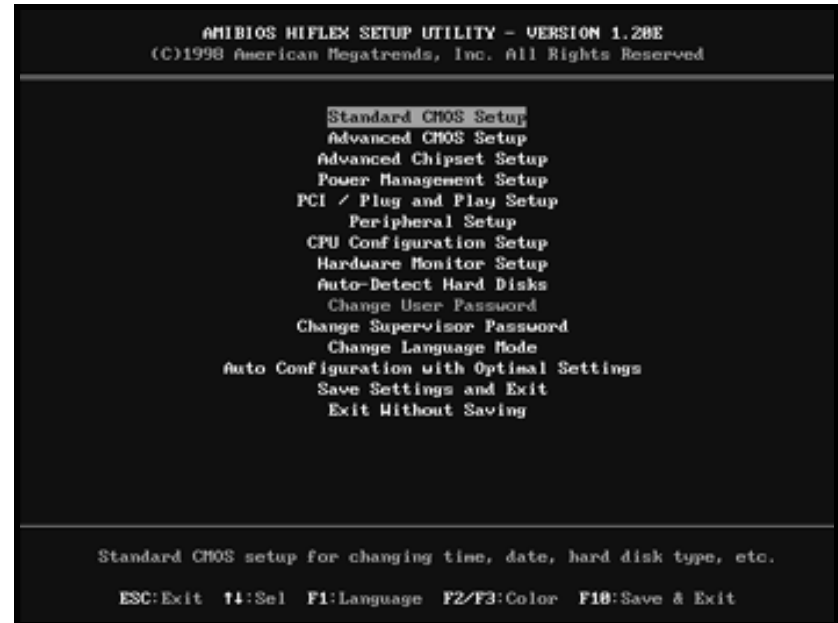 AMIBIOS HIFLEX SETUP UTILITY - VERSION 1.20E
(C)1998 American Megatrends, Inc. All Rights Reserved
Standard CMOS Setup
Advanced CMOS Setup
Advanced Chipset Setup
Power Management Setup
PCI / Plug and Play Setup
Peripheral Setup
CPU Configuration Setup
Hardware Monitor Setup
Auto-Detect Hard Disks
Change User Password
Change Supervisor Password
Change Language Mode
Auto Configuration with Optimal Settings
Save Settings and Exit
Exit Without Saving
Standard CMOS setup for changing time, date, hard disk type, etc.
ESC:Exit ↑↓:Sel F1:Language F2/F3:Color F10:Save & Exit